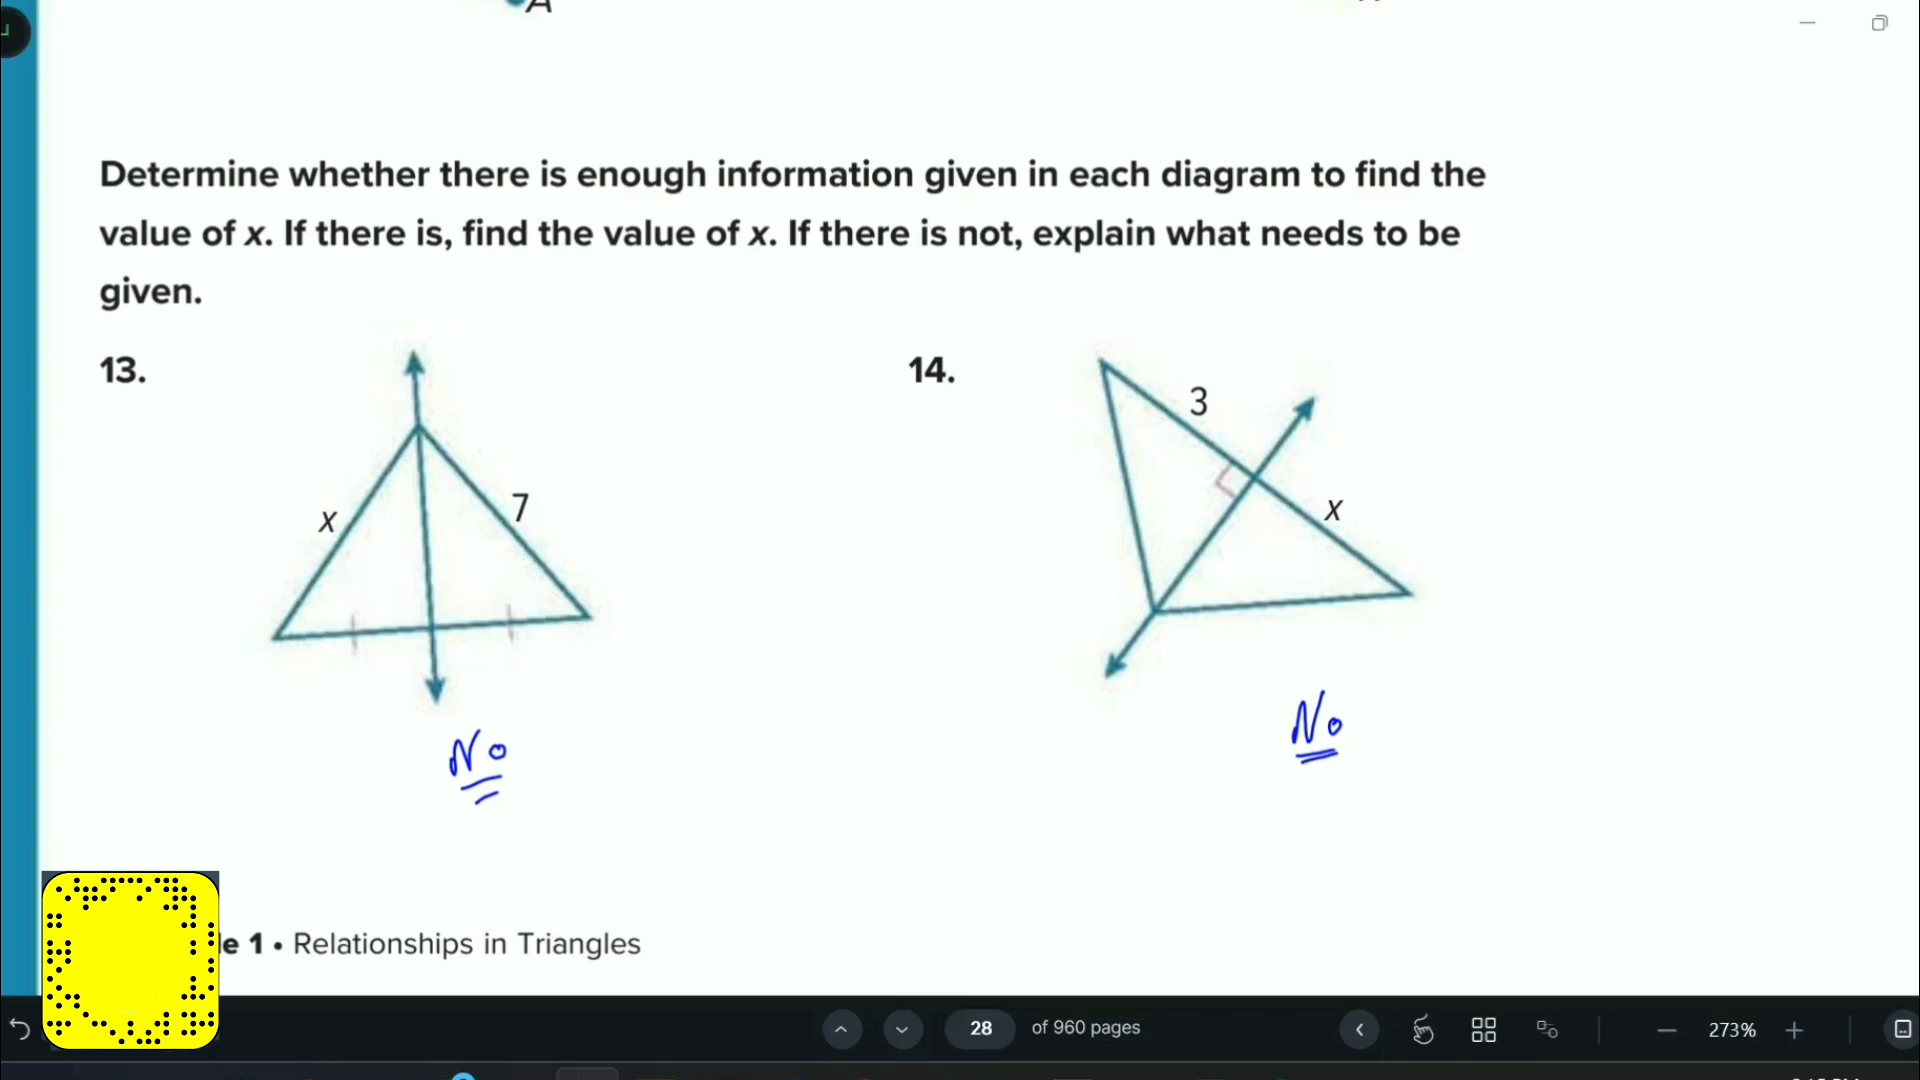 A
Determine whether there is enough information given in each diagram to find the
value of x. If there is, find the value of x. If there is not, explain what needs to be
given.
13.
14.
3
x
7
x
No
No
e 1 • Relationships in Triangles
28 of 960 pages
273%